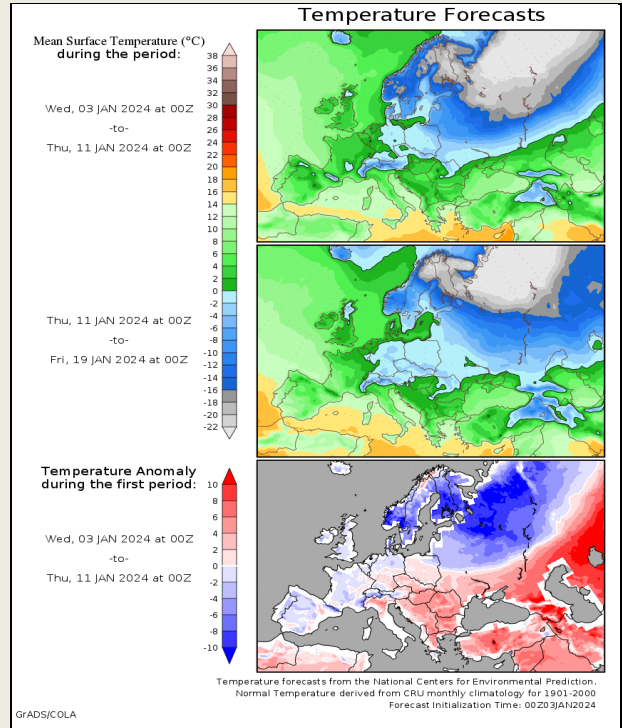 Temperature Forecasts
Mean Surface Temperature (°C)
during the period:
Wed, 03 JAN 2024 at 00Z
-to-
Thu, 11 JAN 2024 at 00Z
38
36
34
32
30
28
26
24
22
20
18
16
14
12
10
8
6
4
2
0
-2
-4
-6
-8
-10
-12
-14
-16
-18
-20
-22
Thu, 11 JAN 2024 at 00Z
-to-
Fri, 19 JAN 2024 at 00Z
Temperature Anomaly
during the first period:
Wed, 03 JAN 2024 at 00Z
-to-
Thu, 11 JAN 2024 at 00Z
10
8
6
4
2
0
-2
-4
-6
-8
-10
Temperature forecasts from the National Centers for Environmental Prediction.
Normal Temperature derived from CRU monthly climatology for 1901-2000
Forecast Initialization Time: 00Z03JAN2024
GrADS/COLA